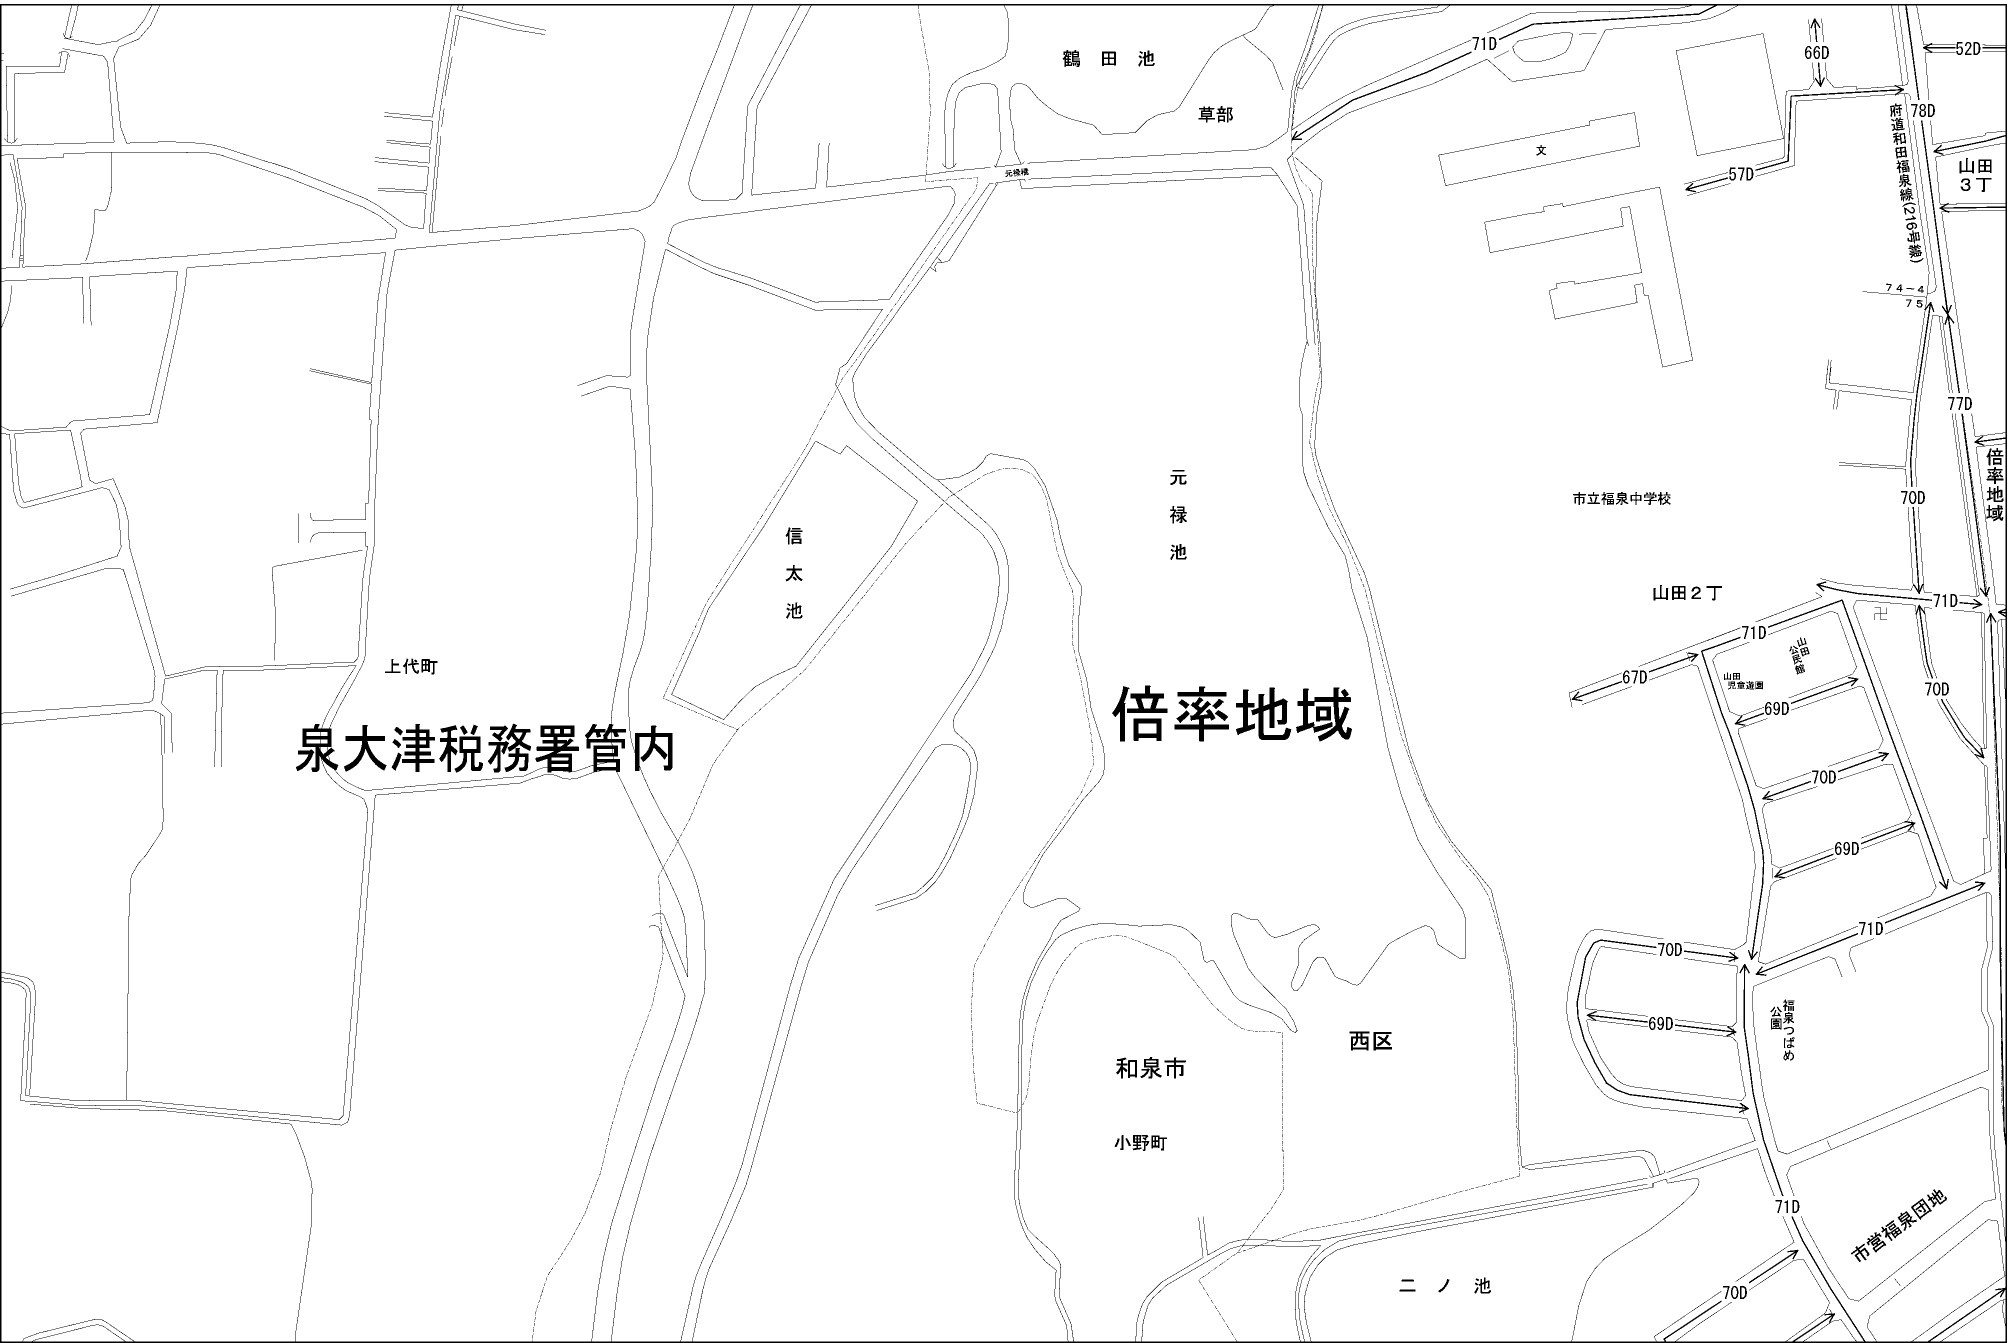 鶴田池
草部
71D
66D
52D
78D
府道和田福泉線(216号線)
山田
3丁
文
57D
元禄橋
74-4
75
77D
倍率地域
70D
元禄池
市立福泉中学校
信太池
山田2丁
71D
卍
71D
山田
公民館
山田
児童遊園
67D
69D
70D
上代町
泉大津税務署管内
倍率地域
70D
69D
71D
70D
69D
福泉つばめ
公園
西区
和泉市
小野町
71D
市営福泉団地
二ノ池
70D